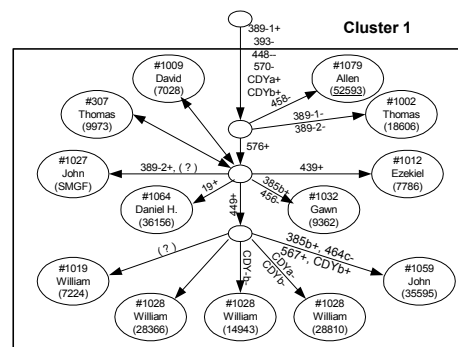 Cluster 1
389-1+
393-
448--
570-
CDYa+
CDYb+
#1009
David
(7028)
#1079
Allen
(52593)
458-
#307
Thomas
(9973)
389-1-
389-2-
#1002
Thomas
(18606)
576+
#1027
John
(SMGF)
389-2+, (?)
439+
#1012
Ezekiel
(7786)
#1064
Daniel H.
(36156)
19+
449+
385b+
456-
#1032
Gawn
(9362)
#1019
William
(7224)
(?)
CDY-b-
CDYa-
CDYb-
385b+, 464c-
567+, CDYb+
#1059
John
(35595)
#1028
William
(28366)
#1028
William
(14943)
#1028
William
(28810)